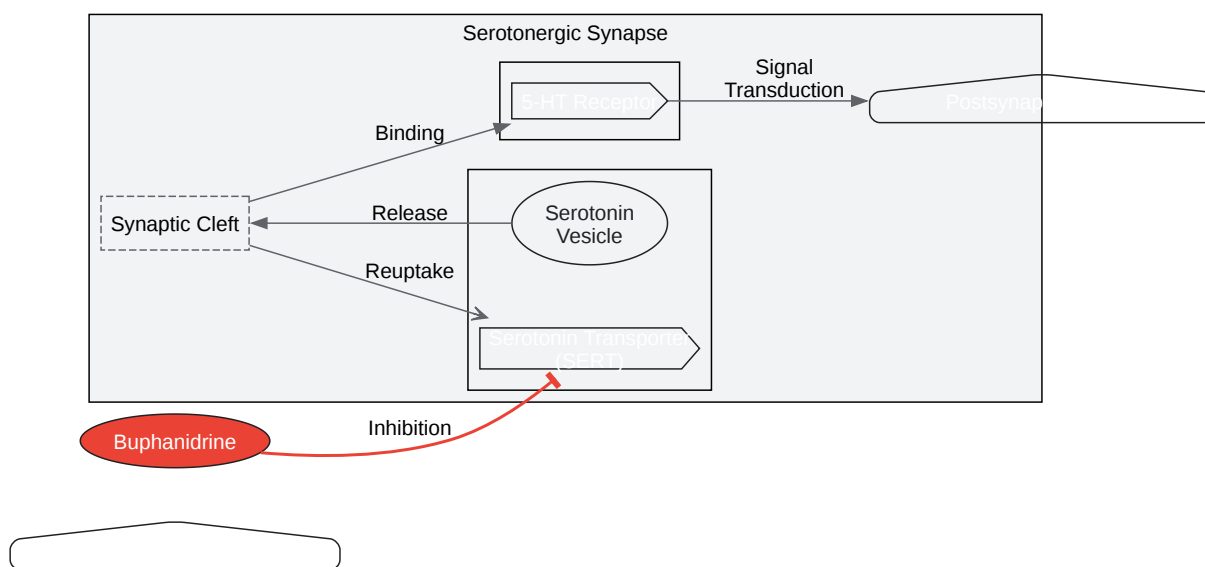 Serotonergic Synapse
Signal
Transduction
5-HT Receptor
Postsynap
Binding
Synaptic Cleft
Release
Serotonin
Vesicle
Reuptake
Serotonin Transporter
(SERT)
Inhibition
Buphanidrine